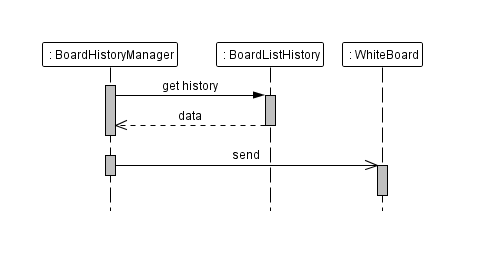 : BoardHistoryManager
: BoardListHistory
: WhiteBoard
get history
data
send